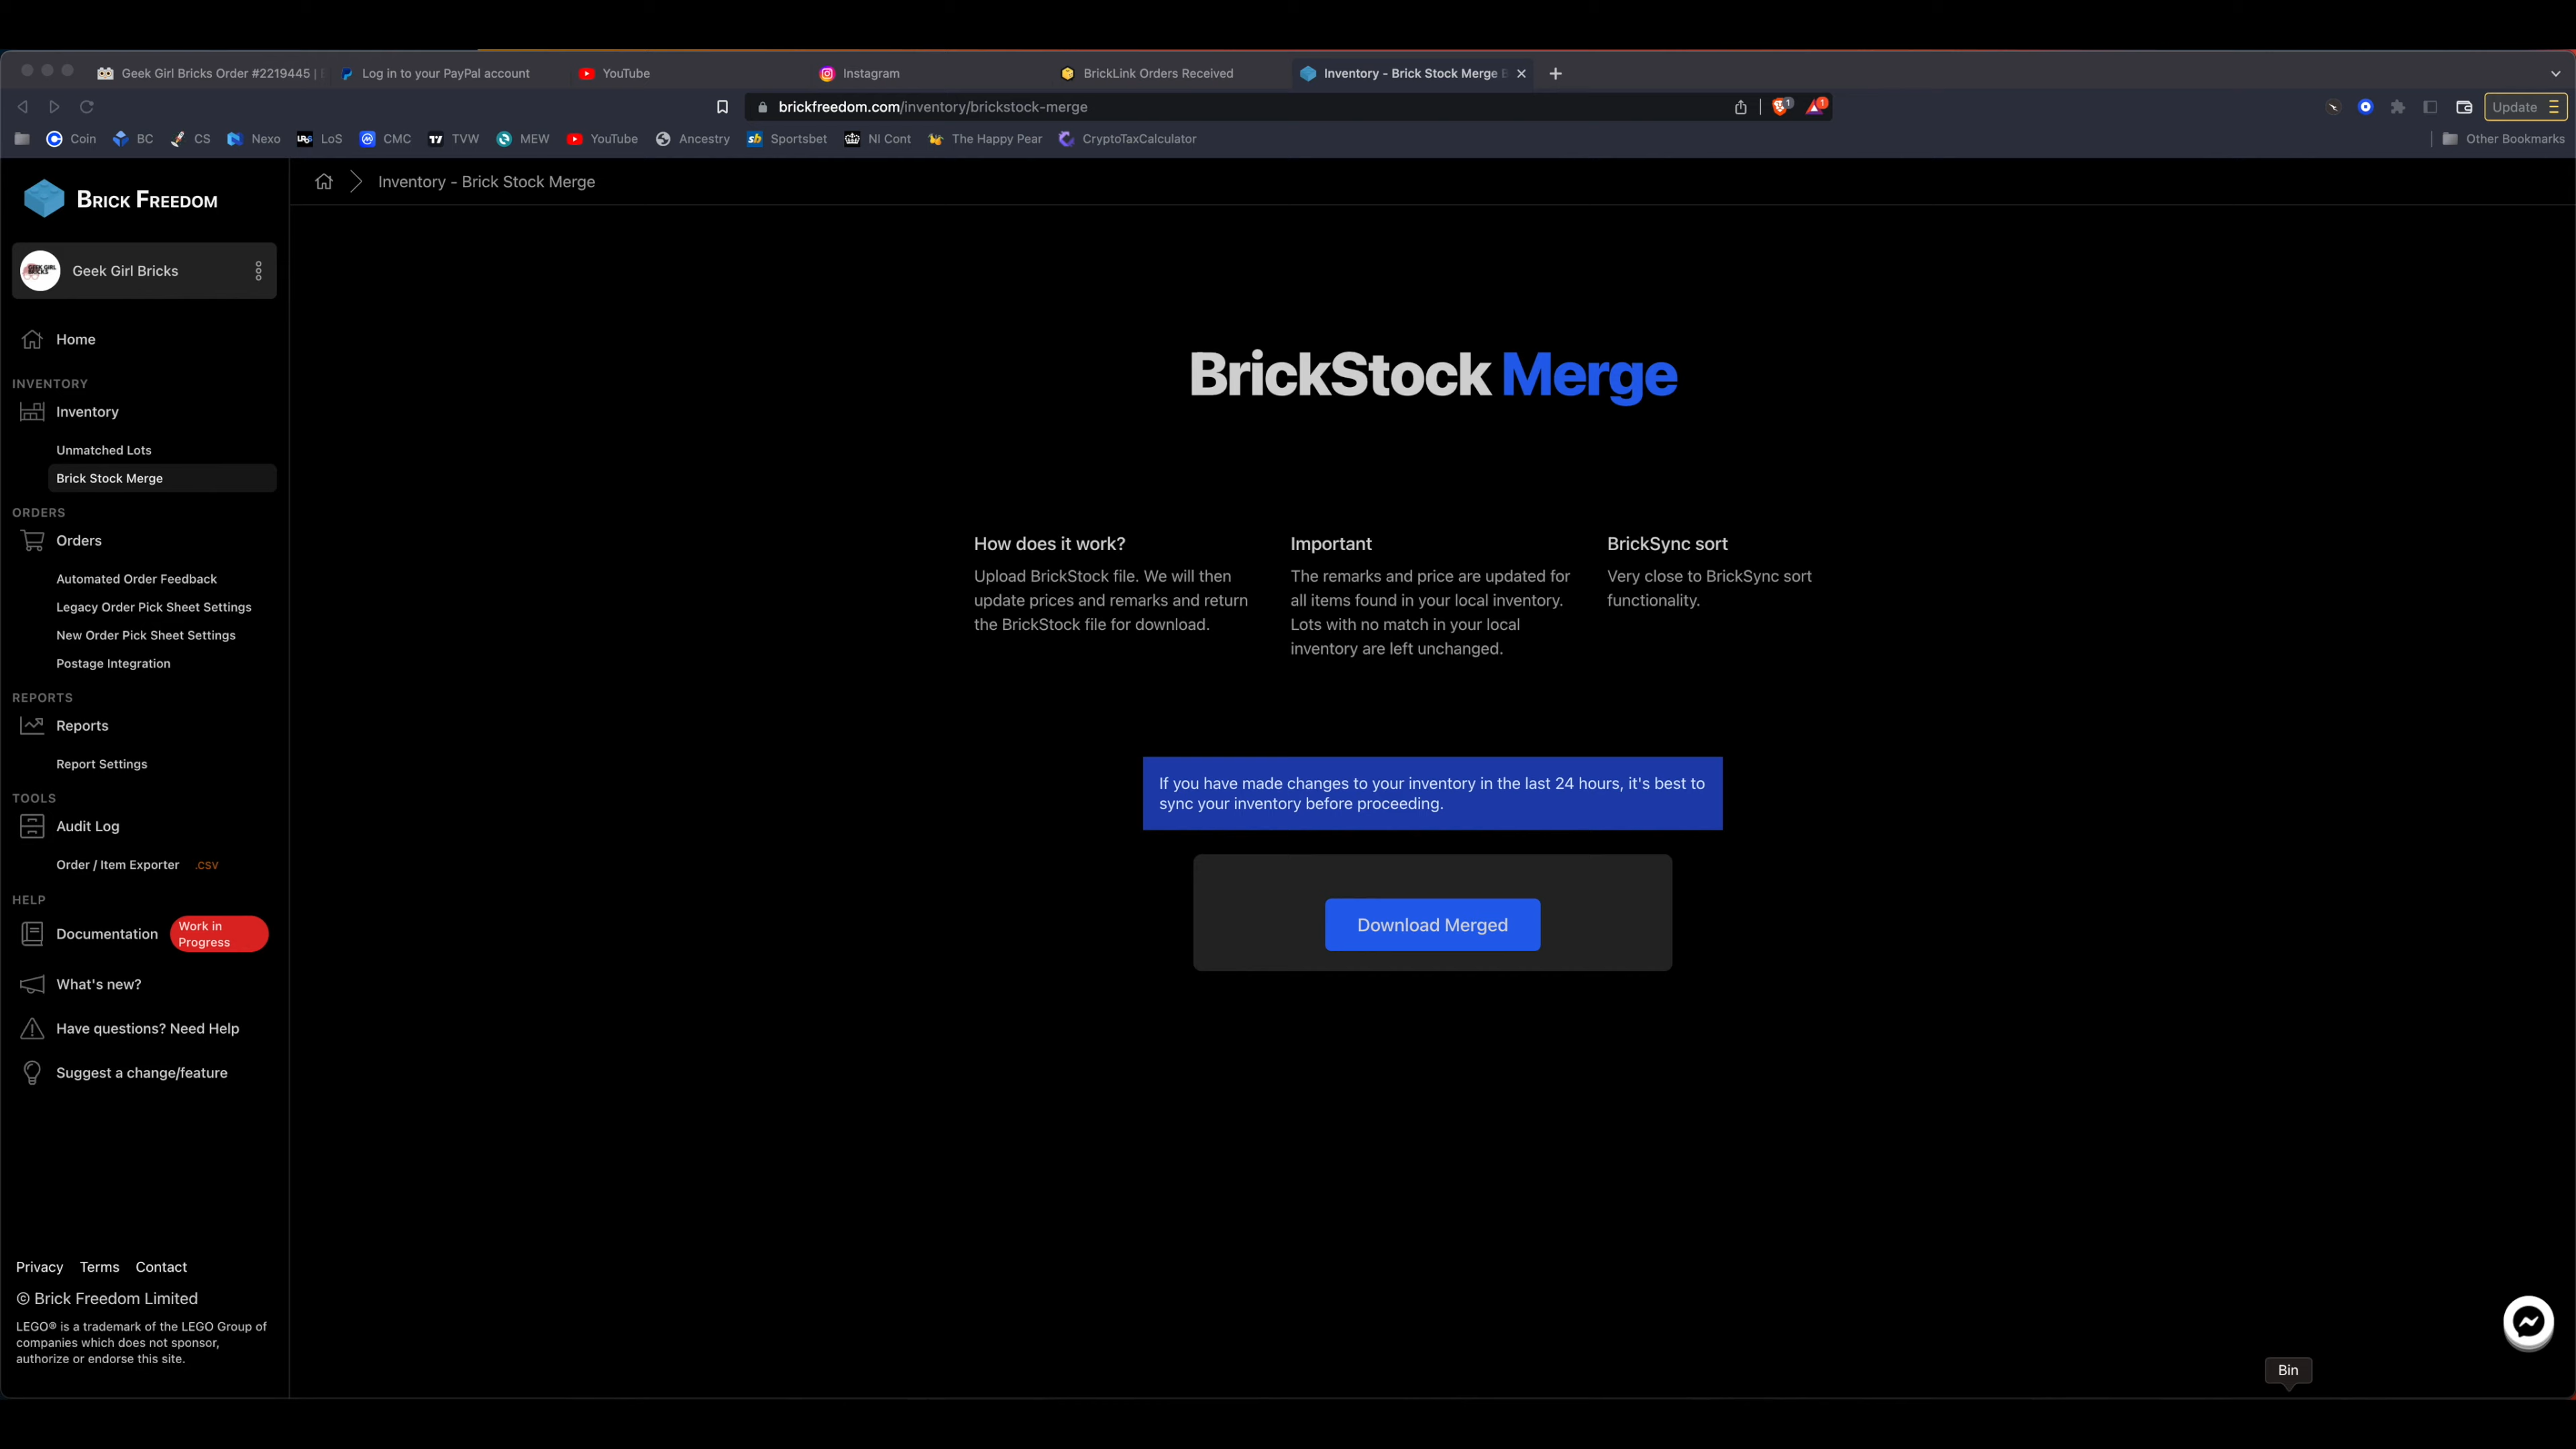 Geek Girl Bricks Order #2219445 |
Log in to your PayPal account
YouTube
Instagram
BrickLink Orders Received
Inventory - Brick Stock Merge
brickfreedom.com/inventory/brickstock-merge
1
1
Update
Coin
BC
CS
Nexo
LoS
CMC
TVW
MEW
YouTube
Ancestry
Sportsbet
NI Cont
The Happy Pear
CryptoTaxCalculator
Other Bookmarks
BRICK FREEDOM
Inventory - Brick Stock Merge
Geek Girl Bricks
Home
INVENTORY
Inventory
Unmatched Lots
Brick Stock Merge
ORDERS
Orders
Automated Order Feedback
Legacy Order Pick Sheet Settings
New Order Pick Sheet Settings
Postage Integration
REPORTS
Reports
Report Settings
TOOLS
Audit Log
Order / Item Exporter .csv
HELP
Documentation
Work in
Progress
What's new?
Have questions? Need Help
Suggest a change/feature
Privacy Terms Contact
© Brick Freedom Limited
LEGO® is a trademark of the LEGO Group of
companies which does not sponsor,
authorize or endorse this site.
BrickStock Merge
How does it work?
Upload BrickStock file. We will then
update prices and remarks and return
the BrickStock file for download.
Important
The remarks and price are updated for
all items found in your local inventory.
Lots with no match in your local
inventory are left unchanged.
BrickSync sort
Very close to BrickSync sort
functionality.
If you have made changes to your inventory in the last 24 hours, it's best to
sync your inventory before proceeding.
Download Merged
Bin